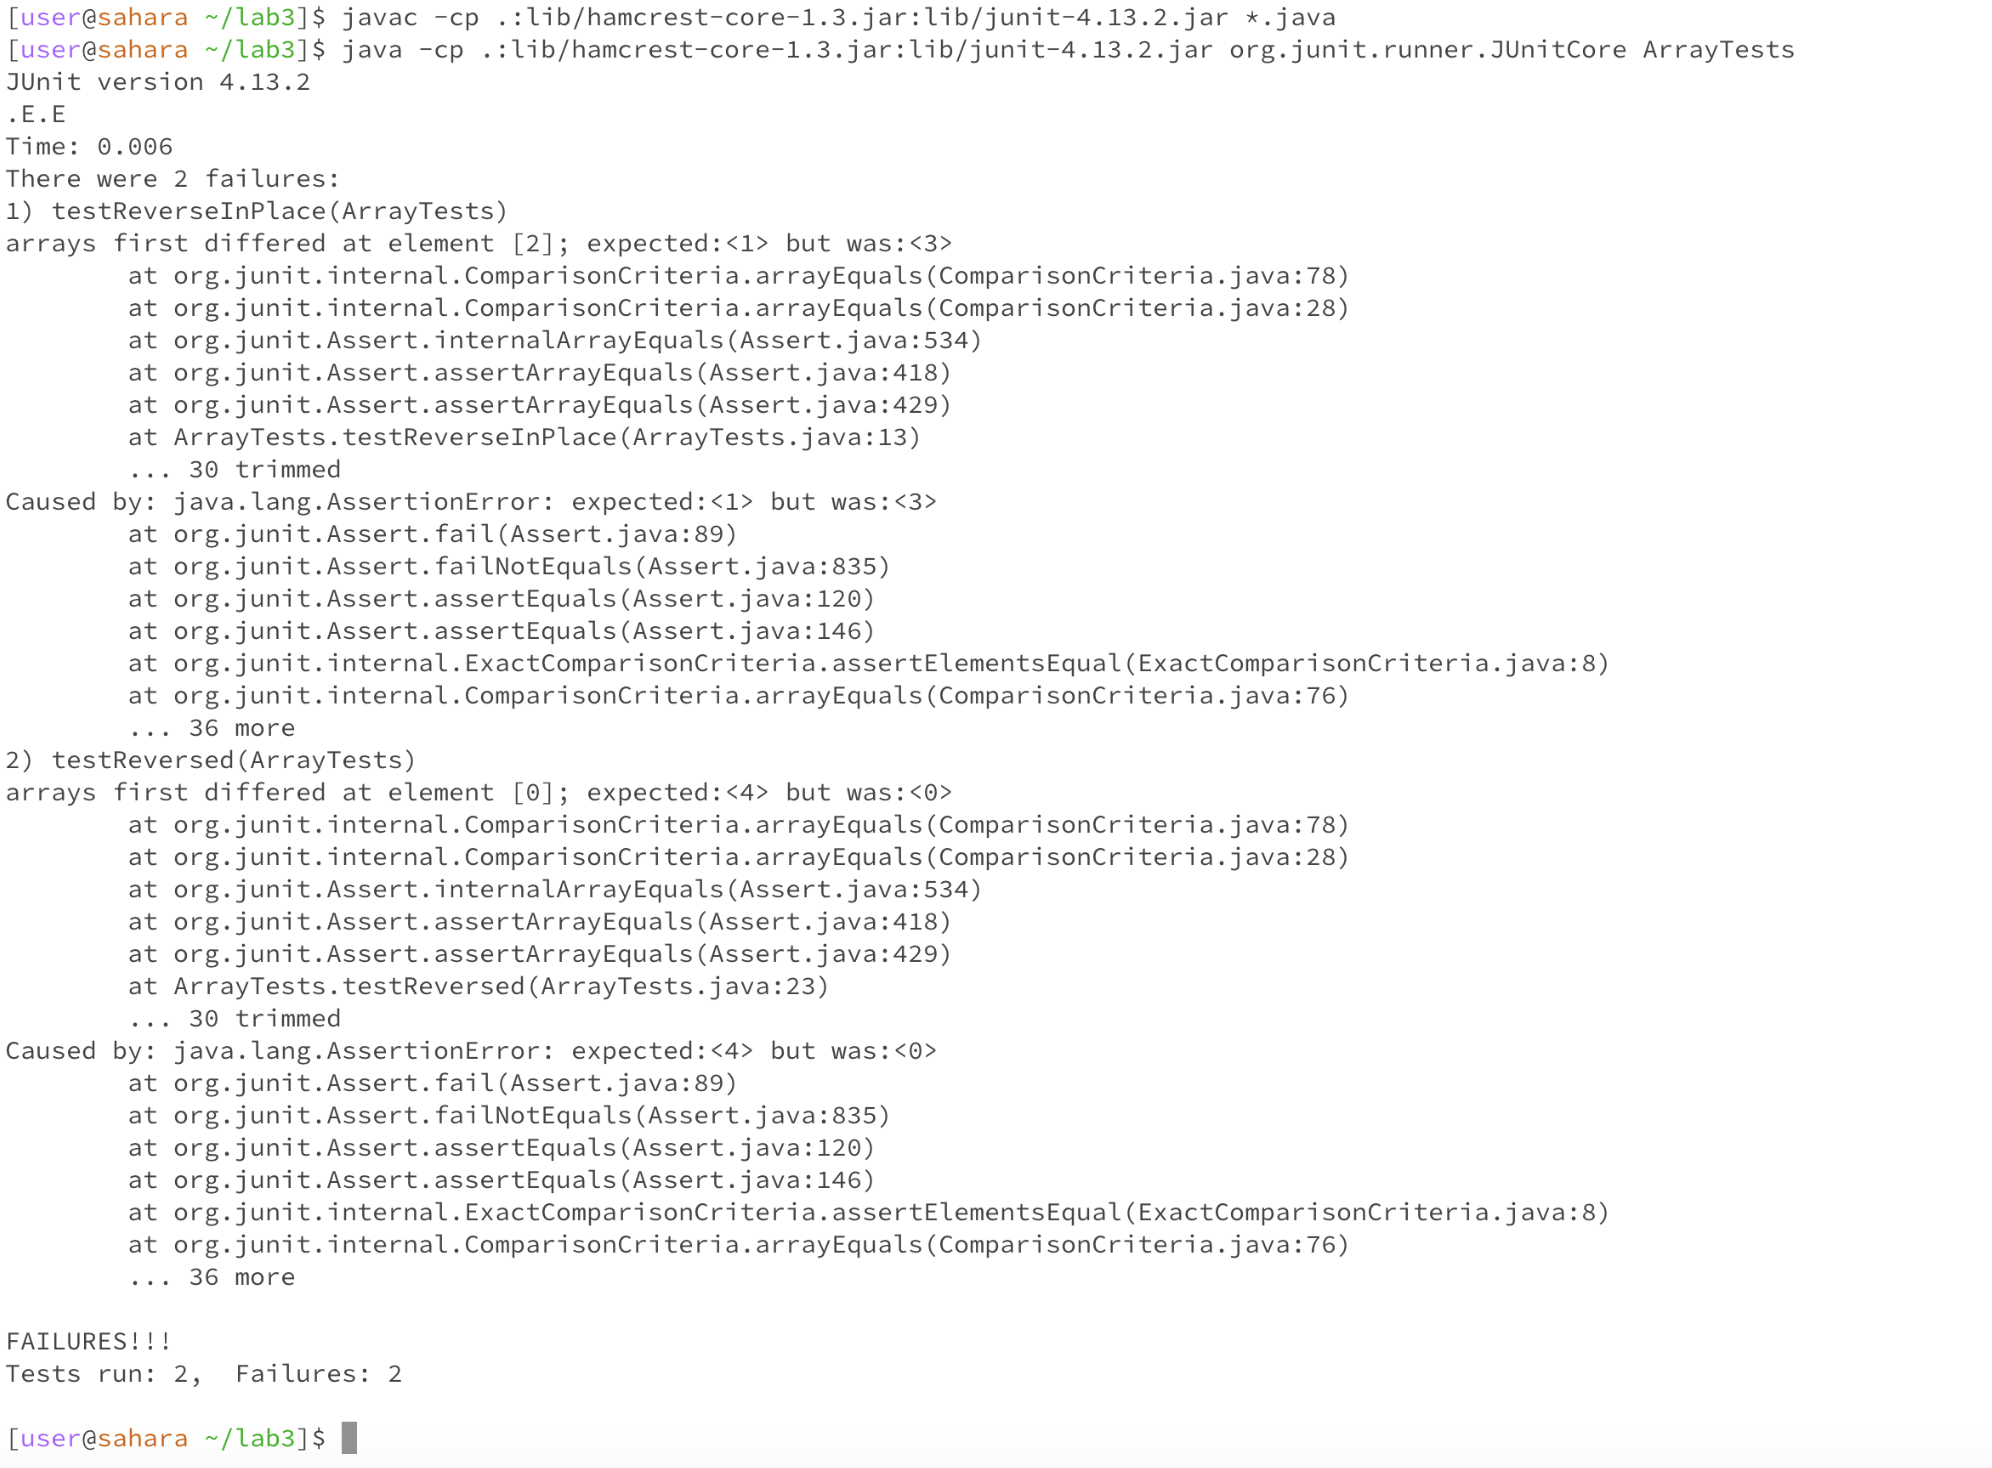 [user@sahara ~/lab3]$ javac -cp .:lib/hamcrest-core-1.3.jar:lib/junit-4.13.2.jar *.java
[user@sahara ~/lab3]$ java -cp .:lib/hamcrest-core-1.3.jar:lib/junit-4.13.2.jar org.junit.runner.JUnitCore ArrayTests
JUnit version 4.13.2
.E.E
Time: 0.006
There were 2 failures:
1) testReverseInPlace(ArrayTests)
arrays first differed at element [2]; expected:<1> but was:<3>
        at org.junit.internal.ComparisonCriteria.arrayEquals(ComparisonCriteria.java:78)
        at org.junit.internal.ComparisonCriteria.arrayEquals(ComparisonCriteria.java:28)
        at org.junit.Assert.internalArrayEquals(Assert.java:534)
        at org.junit.Assert.assertArrayEquals(Assert.java:418)
        at org.junit.Assert.assertArrayEquals(Assert.java:429)
        at ArrayTests.testReverseInPlace(ArrayTests.java:13)
        ... 30 trimmed
Caused by: java.lang.AssertionError: expected:<1> but was:<3>
        at org.junit.Assert.fail(Assert.java:89)
        at org.junit.Assert.failNotEquals(Assert.java:835)
        at org.junit.Assert.assertEquals(Assert.java:120)
        at org.junit.Assert.assertEquals(Assert.java:146)
        at org.junit.internal.ExactComparisonCriteria.assertElementsEqual(ExactComparisonCriteria.java:8)
        at org.junit.internal.ComparisonCriteria.arrayEquals(ComparisonCriteria.java:76)
        ... 36 more
2) testReversed(ArrayTests)
arrays first differed at element [0]; expected:<4> but was:<0>
        at org.junit.internal.ComparisonCriteria.arrayEquals(ComparisonCriteria.java:78)
        at org.junit.internal.ComparisonCriteria.arrayEquals(ComparisonCriteria.java:28)
        at org.junit.Assert.internalArrayEquals(Assert.java:534)
        at org.junit.Assert.assertArrayEquals(Assert.java:418)
        at org.junit.Assert.assertArrayEquals(Assert.java:429)
        at ArrayTests.testReversed(ArrayTests.java:23)
        ... 30 trimmed
Caused by: java.lang.AssertionError: expected:<4> but was:<0>
        at org.junit.Assert.fail(Assert.java:89)
        at org.junit.Assert.failNotEquals(Assert.java:835)
        at org.junit.Assert.assertEquals(Assert.java:120)
        at org.junit.Assert.assertEquals(Assert.java:146)
        at org.junit.internal.ExactComparisonCriteria.assertElementsEqual(ExactComparisonCriteria.java:8)
        at org.junit.internal.ComparisonCriteria.arrayEquals(ComparisonCriteria.java:76)
        ... 36 more

FAILURES!!!
Tests run: 2,  Failures: 2

[user@sahara ~/lab3]$